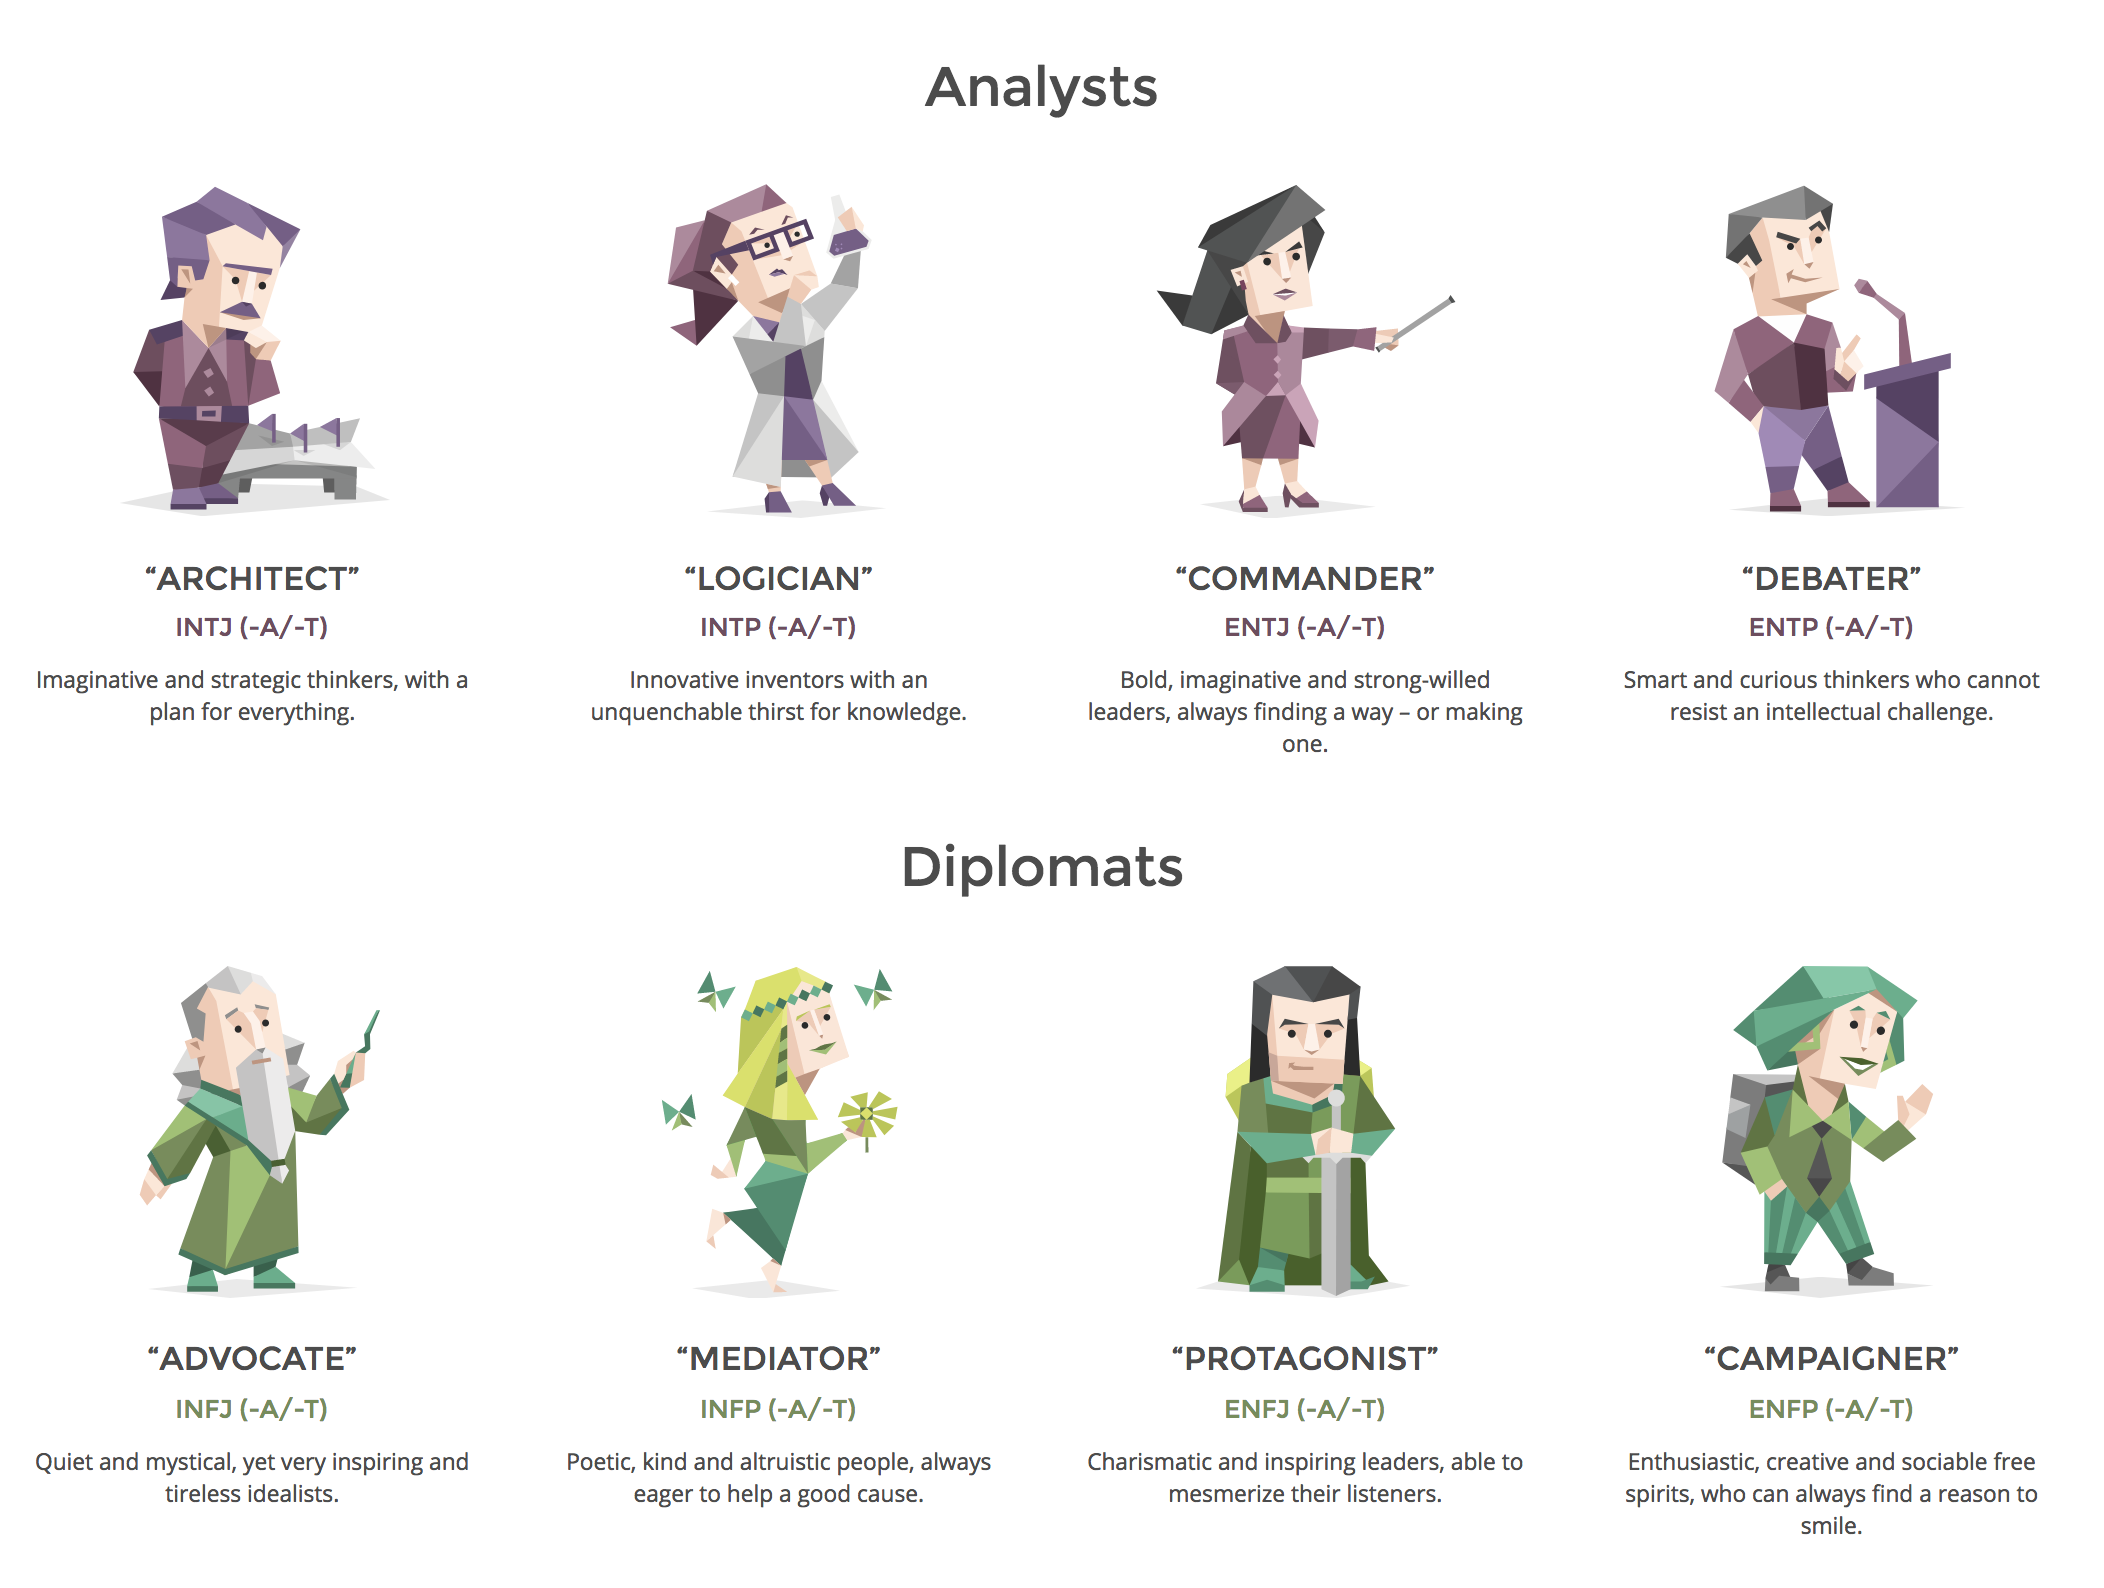 Analysts
“ARCHITECT”
INTJ (-A/-T)
Imaginative and strategic thinkers, with a
plan for everything.
“LOGICIAN”
INTP (-A/-T)
Innovative inventors with an
unquenchable thirst for knowledge.
“COMMANDER”
ENTJ (-A/-T)
Bold, imaginative and strong-willed
leaders, always finding a way – or making
one.
“DEBATER”
ENTP (-A/-T)
Smart and curious thinkers who cannot
resist an intellectual challenge.
Diplomats
“ADVOCATE”
INFJ (-A/-T)
Quiet and mystical, yet very inspiring and
tireless idealists.
“MEDIATOR”
INFP (-A/-T)
Poetic, kind and altruistic people, always
eager to help a good cause.
“PROTAGONIST”
ENFJ (-A/-T)
Charismatic and inspiring leaders, able to
mesmerize their listeners.
“CAMPAIGNER”
ENFP (-A/-T)
Enthusiastic, creative and sociable free
spirits, who can always find a reason to
smile.